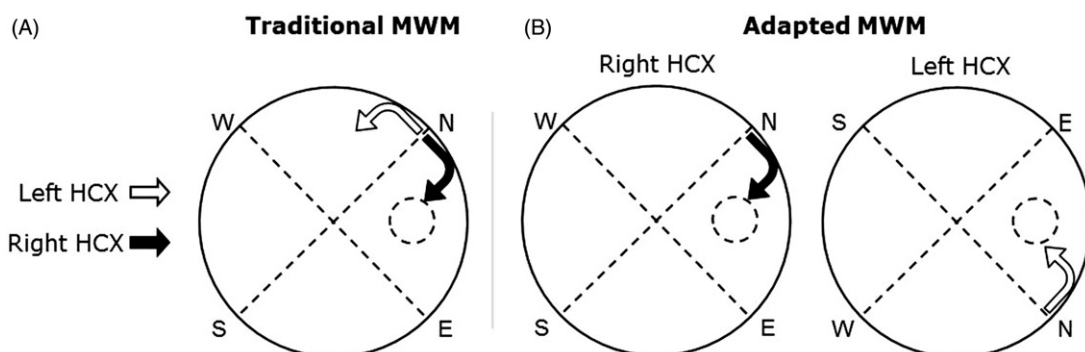 (A) Traditional MWM
W N
Left HCX
Right HCX
S E
(B) Adapted MWM
Right HCX Left HCX
W N S E
S E W N